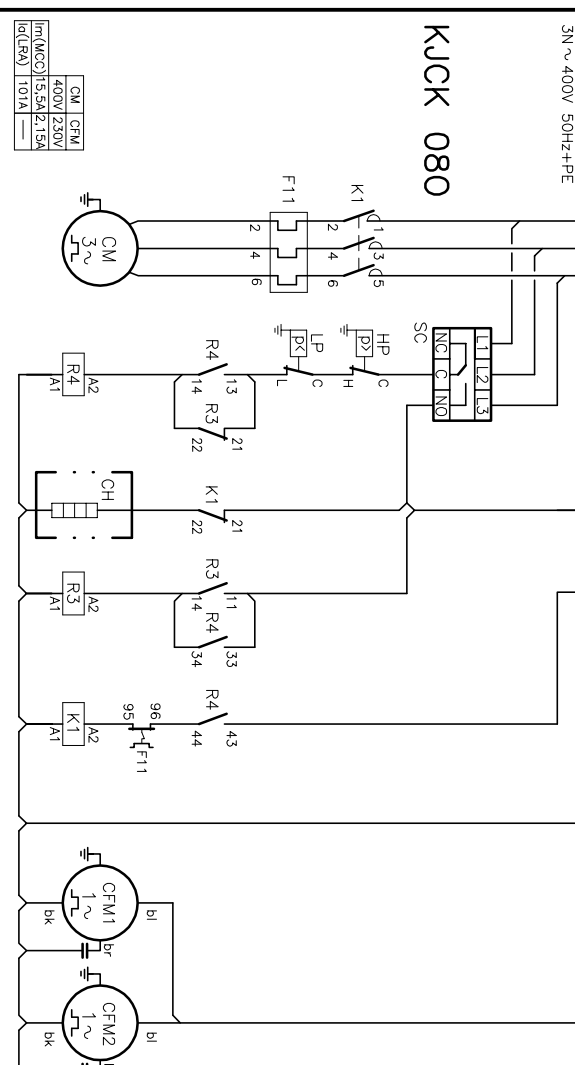 3N ~ 400V 50Hz+PE
KJCK 080
CM CFM
400V 230V
Im(MCC) 15,5A 2,15A
Ia(LRA) 101A —
K1
1 3 5
2 4 6
F11
2 4 6
CM
3~
L1 L2 L3
NC C NO
SC
HP
p>
C
H
LP
p<
C
L
R4
13
14
R3
21
22
R4
A2
A1
K1
21
22
CH
R3
11
14
R4
33
34
R3
A2
A1
R4
43
44
96
95
F11
K1
A2
A1
bl
CFM1
1~
bk
br
bl
CFM2
1~
bk